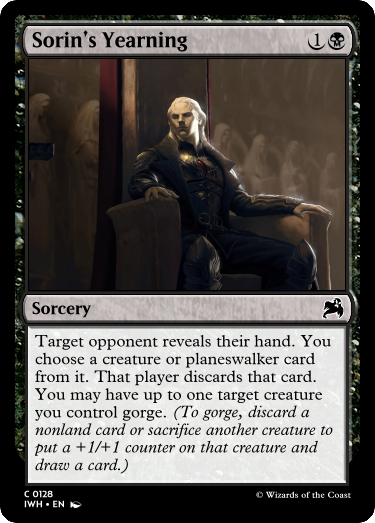 Sorin's Yearning 1
Sorcery
Target opponent reveals their hand. You
choose a creature or planeswalker card
from it. That player discards that card.
You may have up to one target creature
you control gorge. (To gorge, discard a
nonland card or sacrifice another creature to
put a +1/+1 counter on that creature and
draw a card.)
C 0128
IWH • EN
© Wizards of the Coast